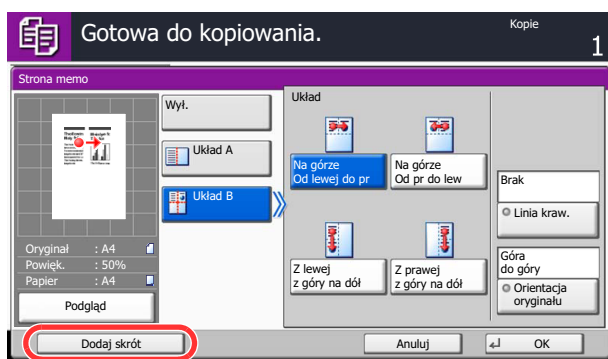 Gotowa do kopiowania.
Kopie
1
Strona memo
Wył.
Układ A
Układ B
Układ
Na górze
Od lewej do pr
Na górze
Od pr do lew
Z lewej
z góry na dół
Z prawej
z góry na dół
Brak
Linia kraw.
Góra
do góry
Orientacja
oryginału
Oryginał : A4
Powięk. : 50%
Papier : A4
Podgląd
Dodaj skrót
Anuluj
OK